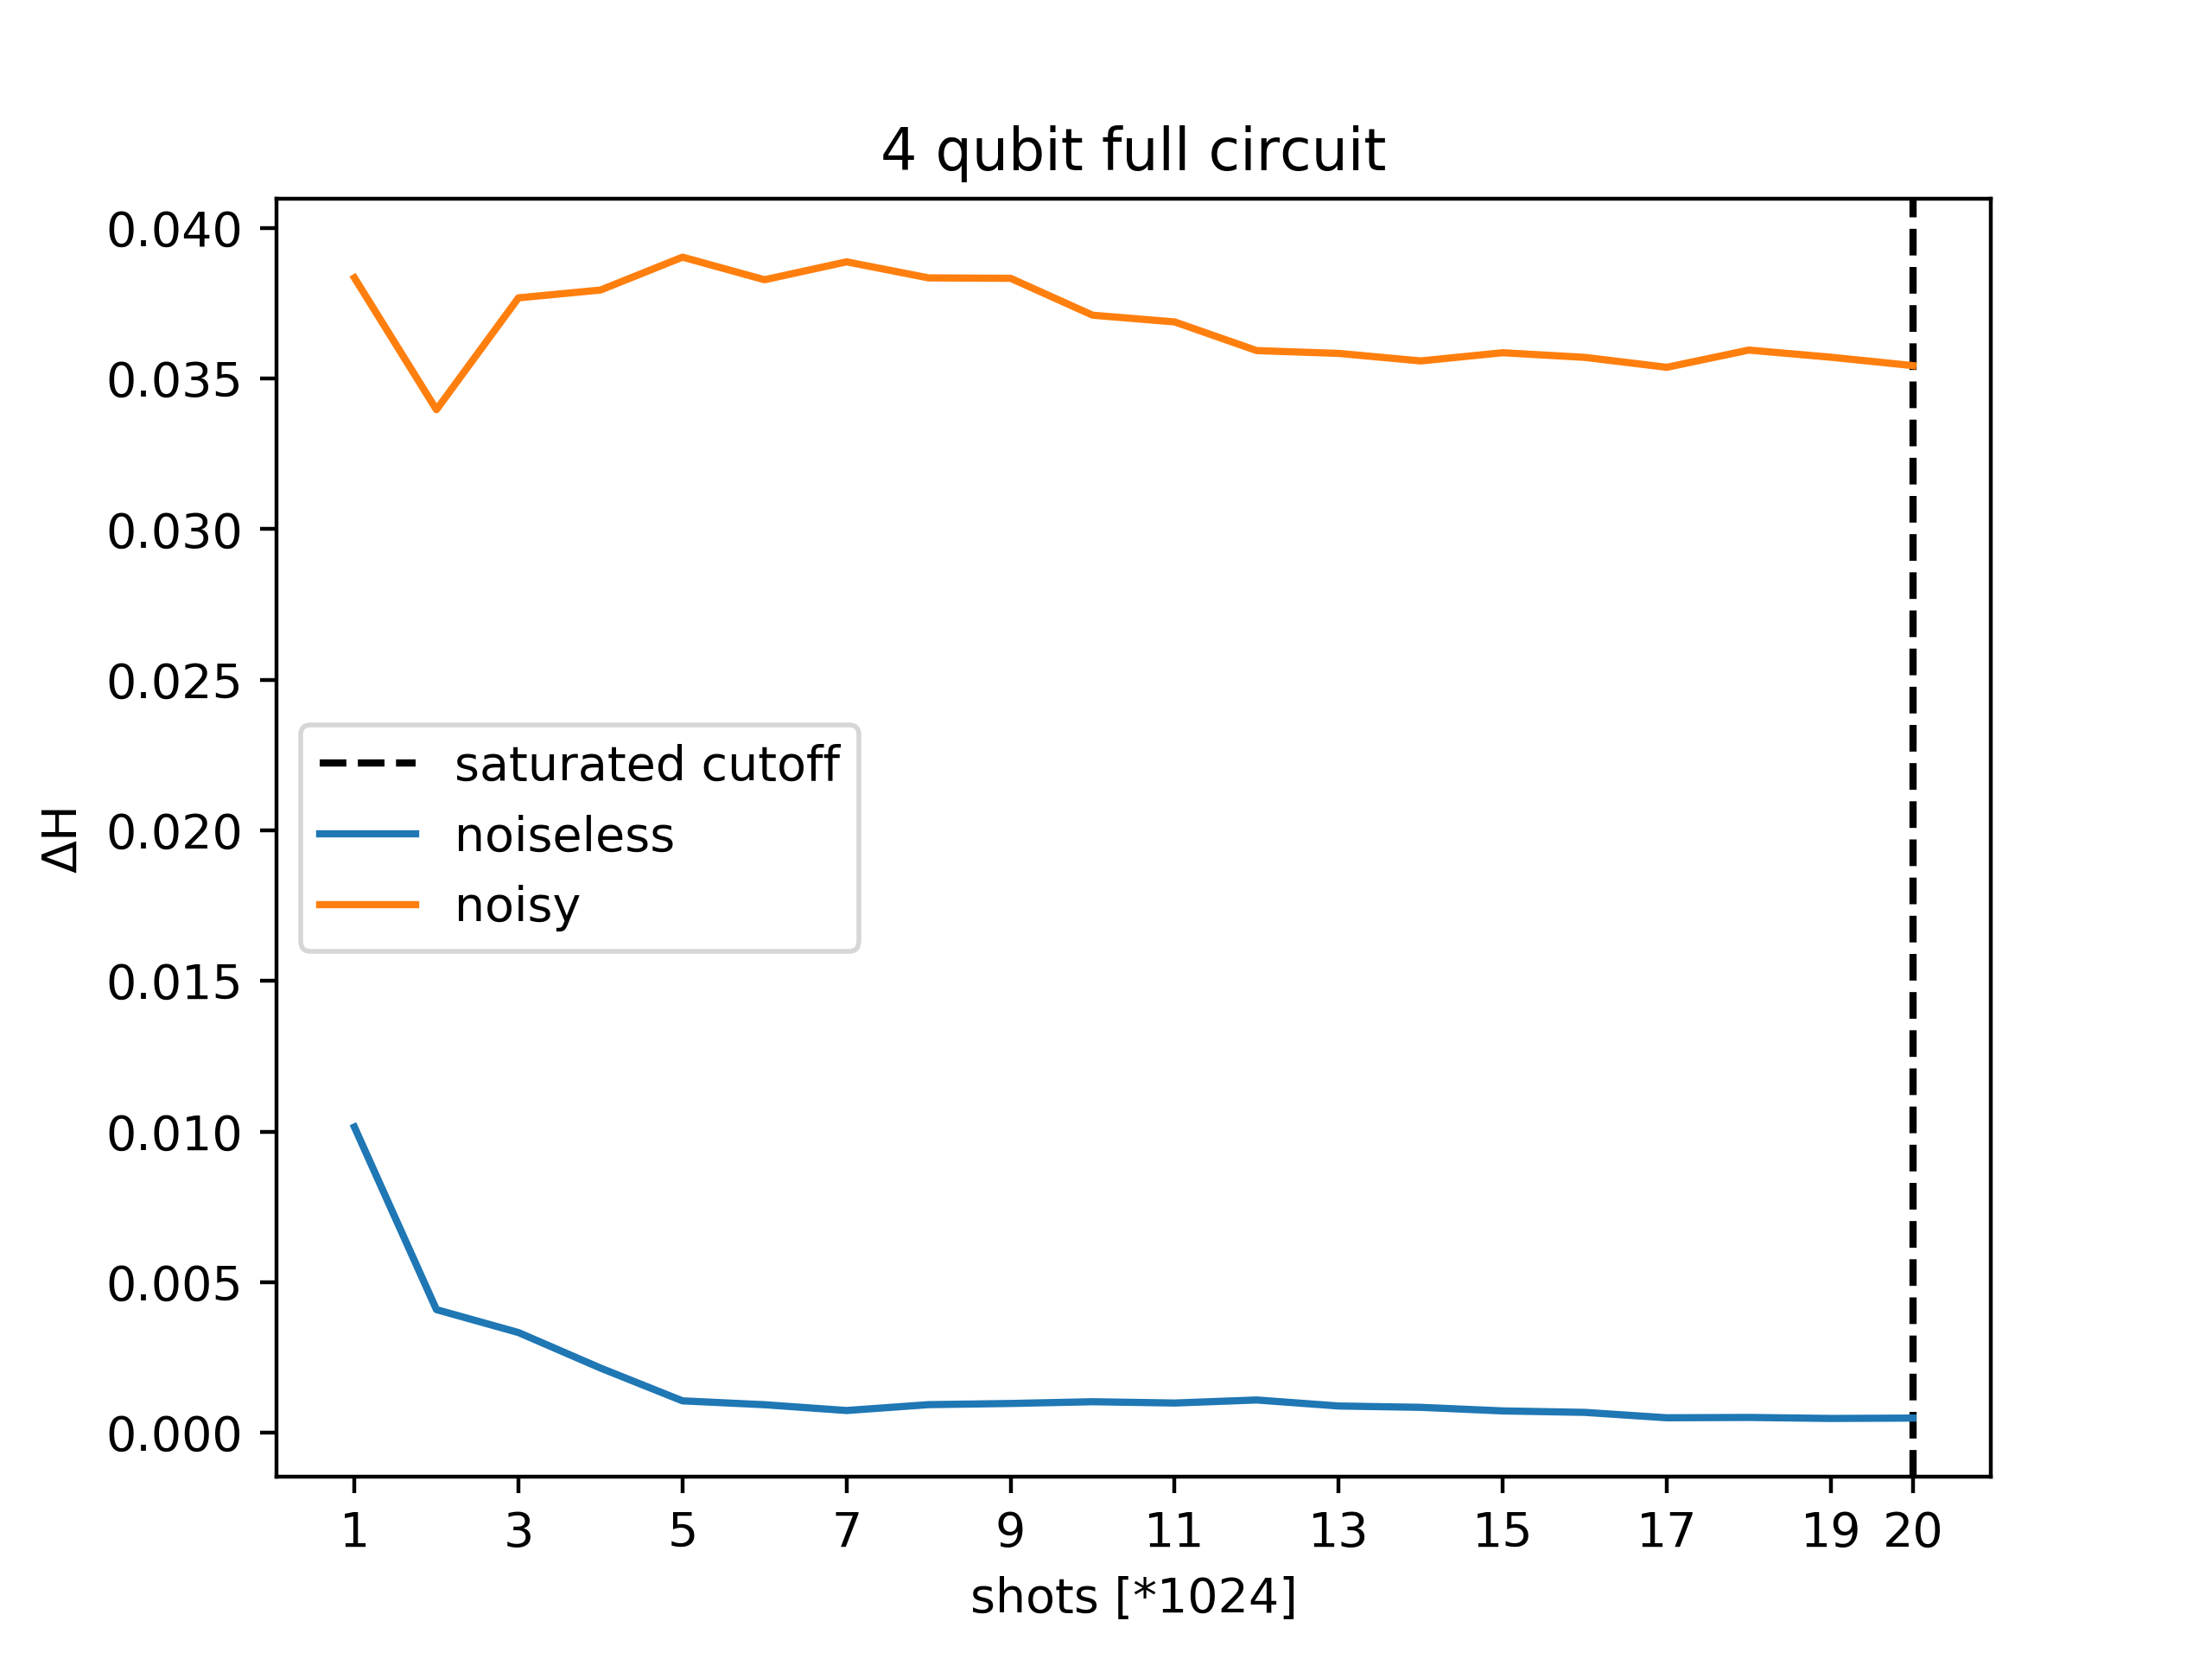 4 qubit full circuit
0.040
0.035
0.030
0.025
0.020
0.015
0.010
0.005
0.000
ΔH
saturated cutoff
noiseless
noisy
1 3 5 7 9 11 13 15 17 19 20
shots [*1024]